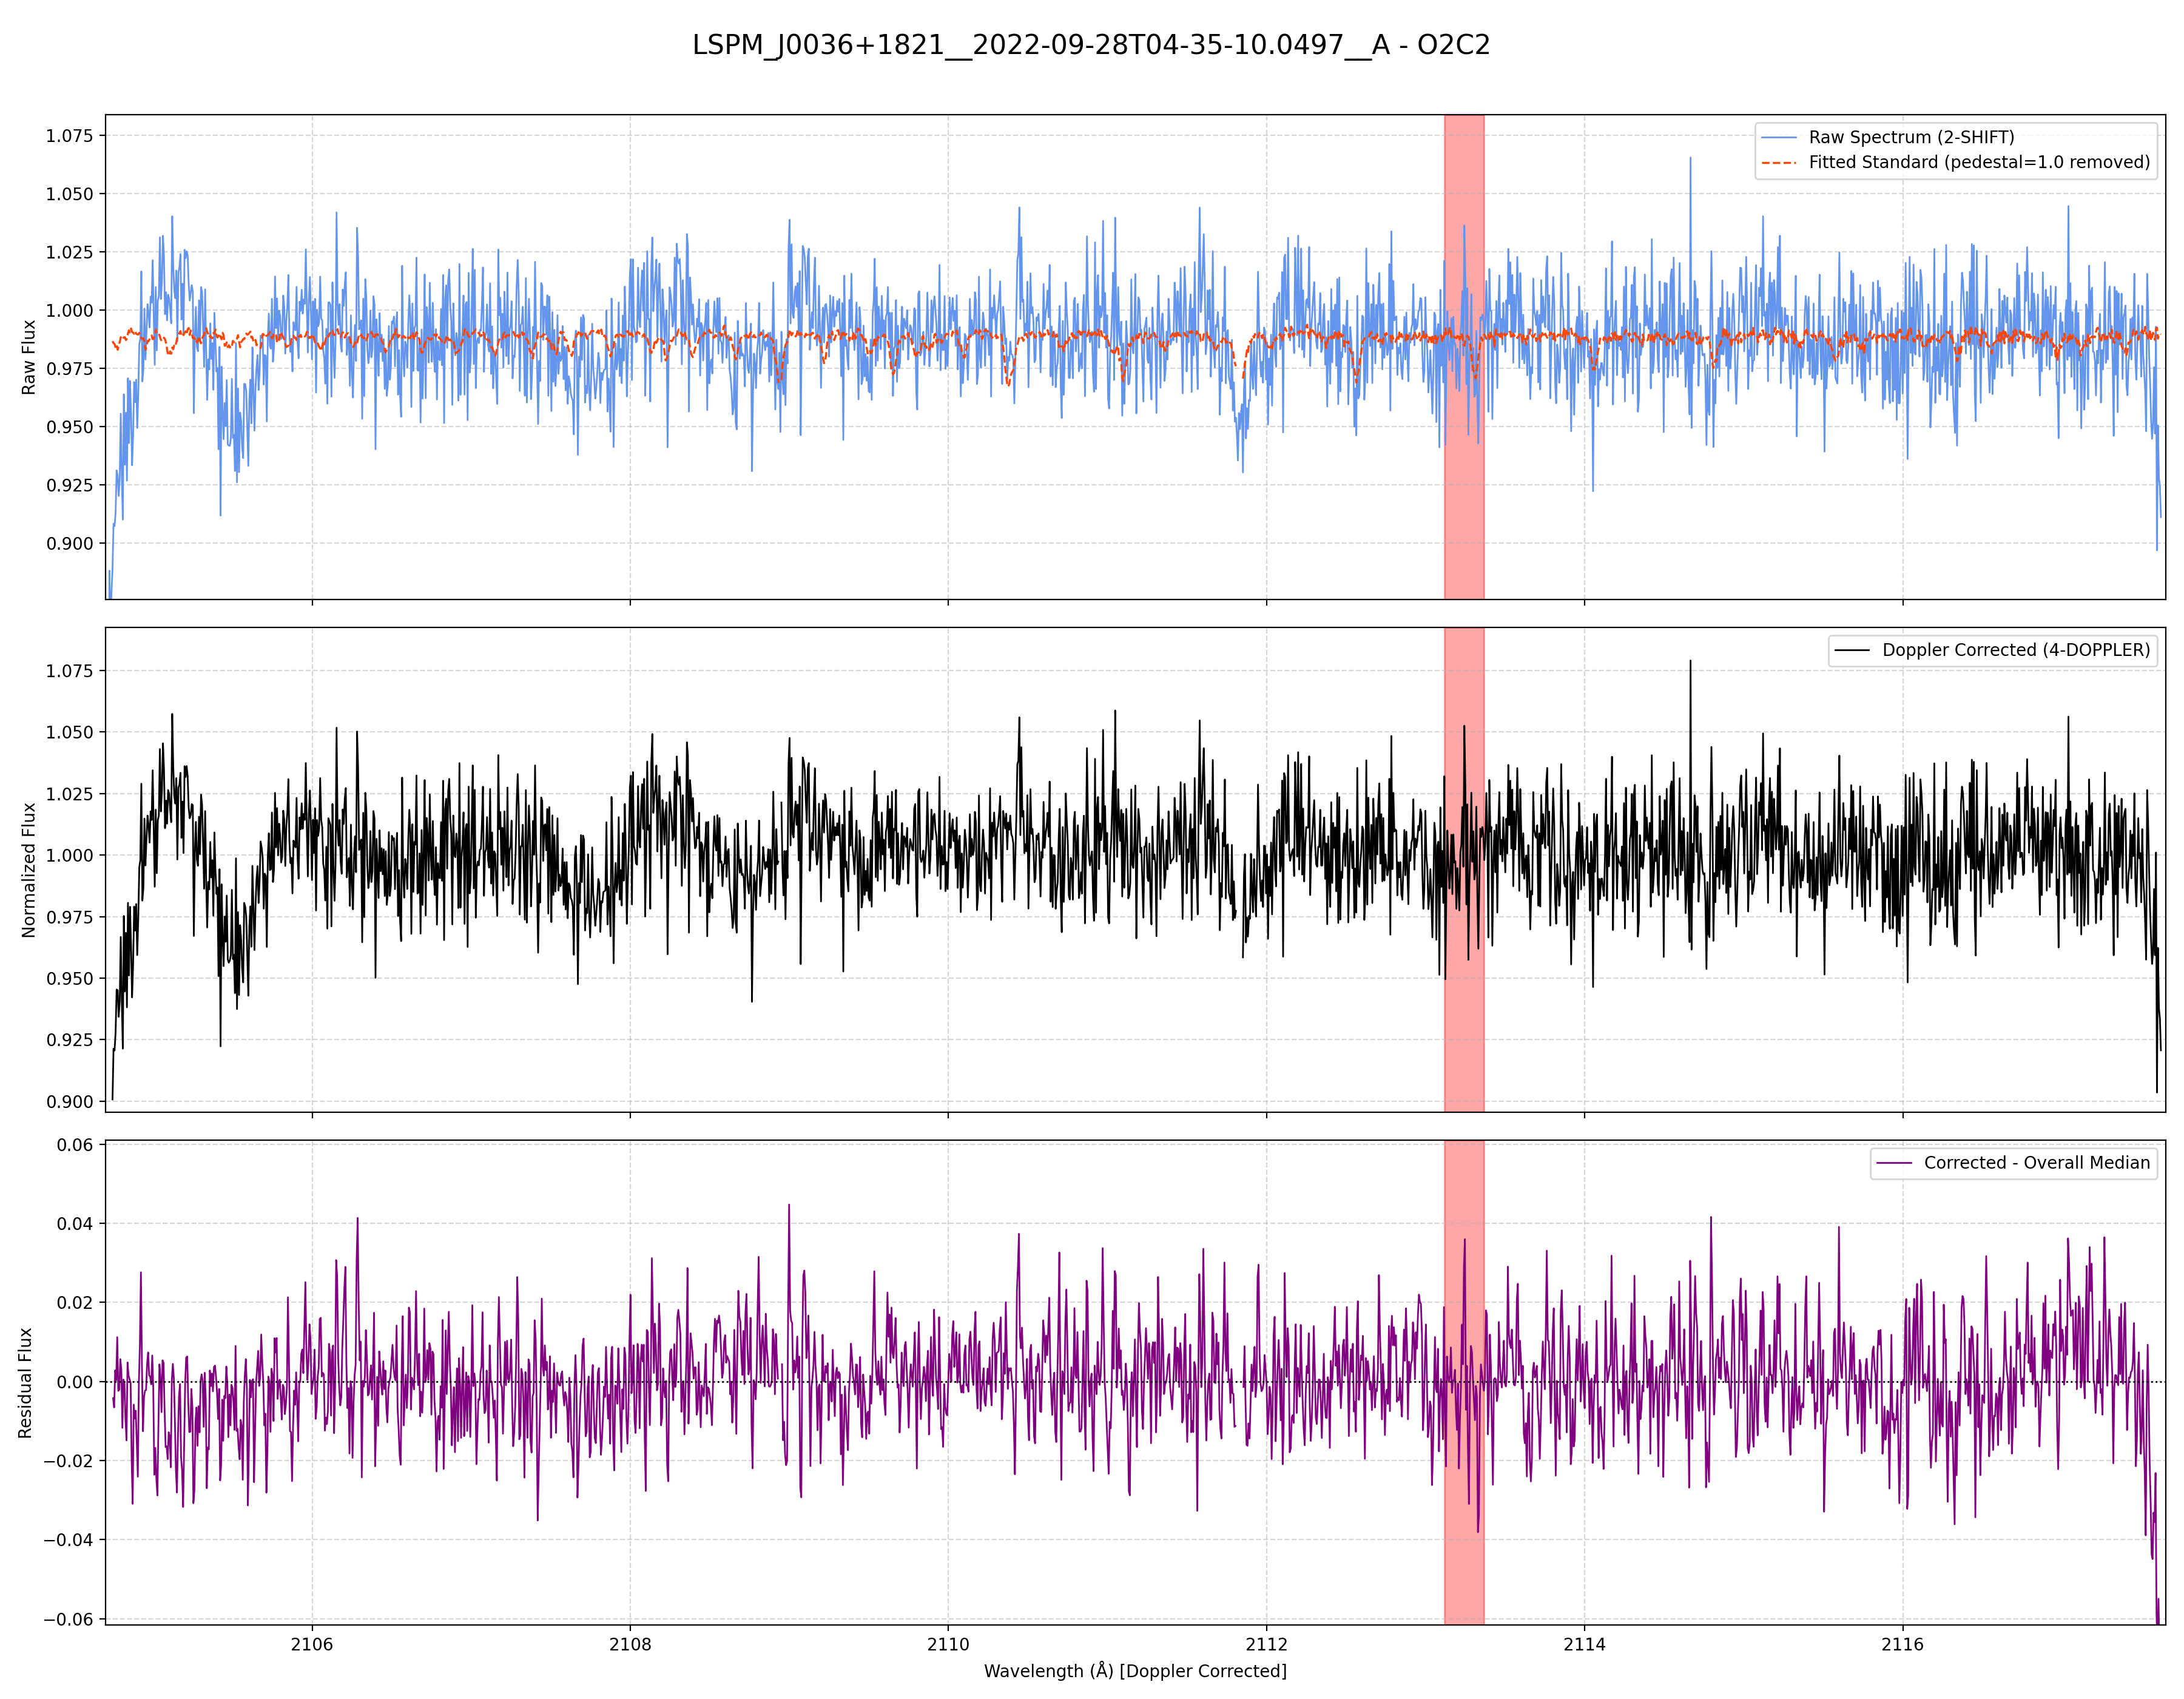 LSPM_J0036+1821__2022-09-28T04-35-10.0497__A - O2C2
Raw Flux
1.075
1.050
1.025
1.000
0.975
0.950
0.925
0.900
Raw Spectrum (2-SHIFT)
Fitted Standard (pedestal=1.0 removed)
Normalized Flux
1.075
1.050
1.025
1.000
0.975
0.950
0.925
0.900
Doppler Corrected (4-DOPPLER)
Residual Flux
0.06
0.04
0.02
0.00
−0.02
−0.04
−0.06
Corrected - Overall Median
2106 2108 2110 2112 2114 2116
Wavelength (Å) [Doppler Corrected]